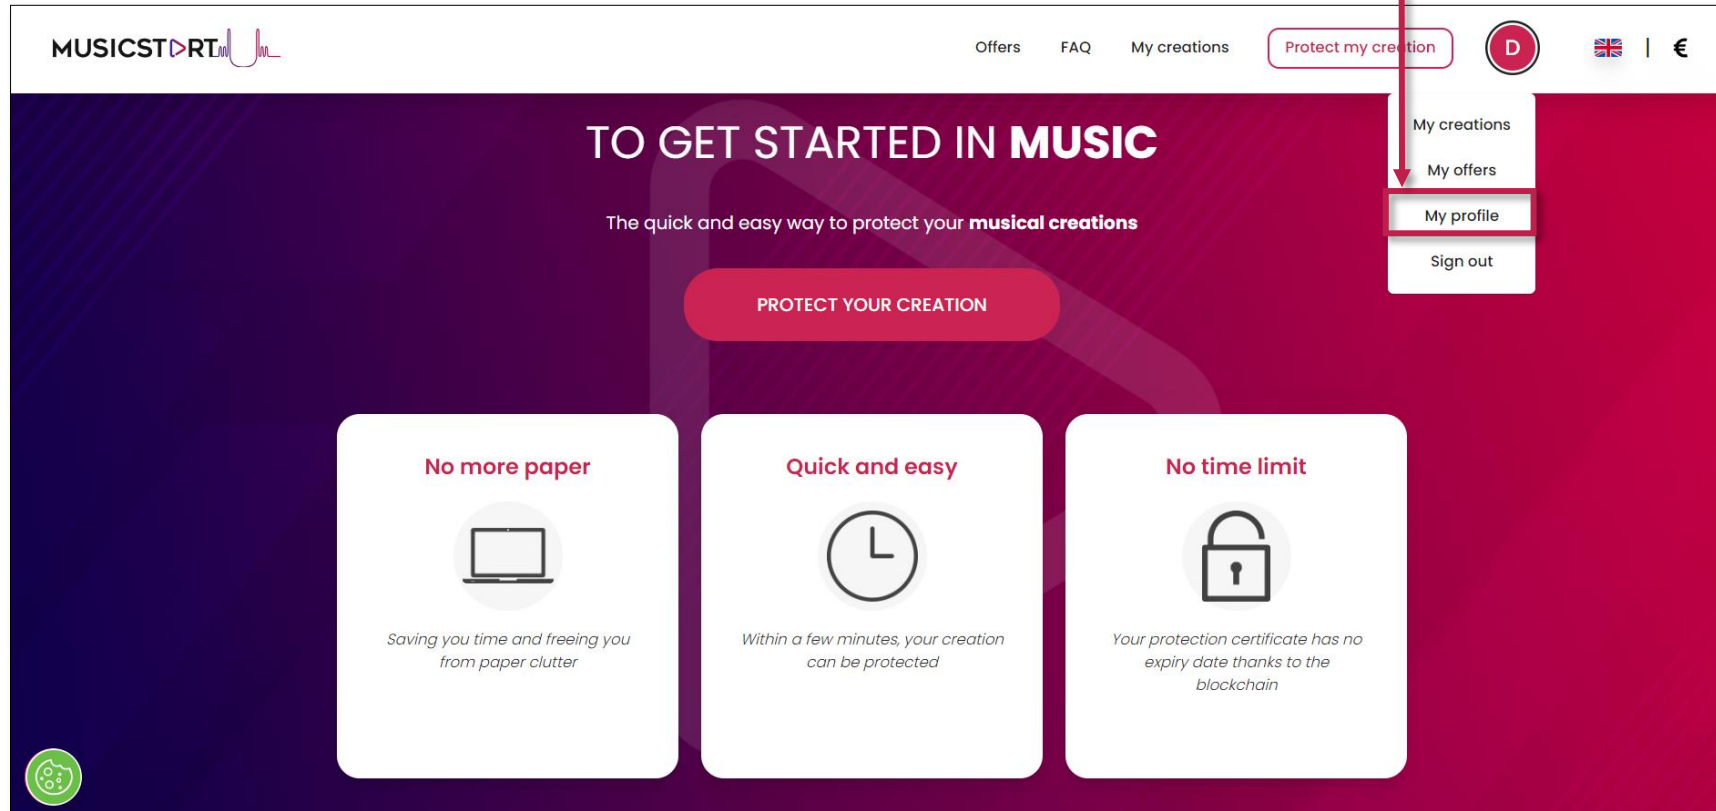 MUSICSTART
Offers FAQ My creations Protect my creation D | €
My creations
My offers
My profile
Sign out
TO GET STARTED IN MUSIC
The quick and easy way to protect your musical creations
PROTECT YOUR CREATION
No more paper
Saving you time and freeing you
from paper clutter
Quick and easy
Within a few minutes, your creation
can be protected
No time limit
Your protection certificate has no
expiry date thanks to the
blockchain